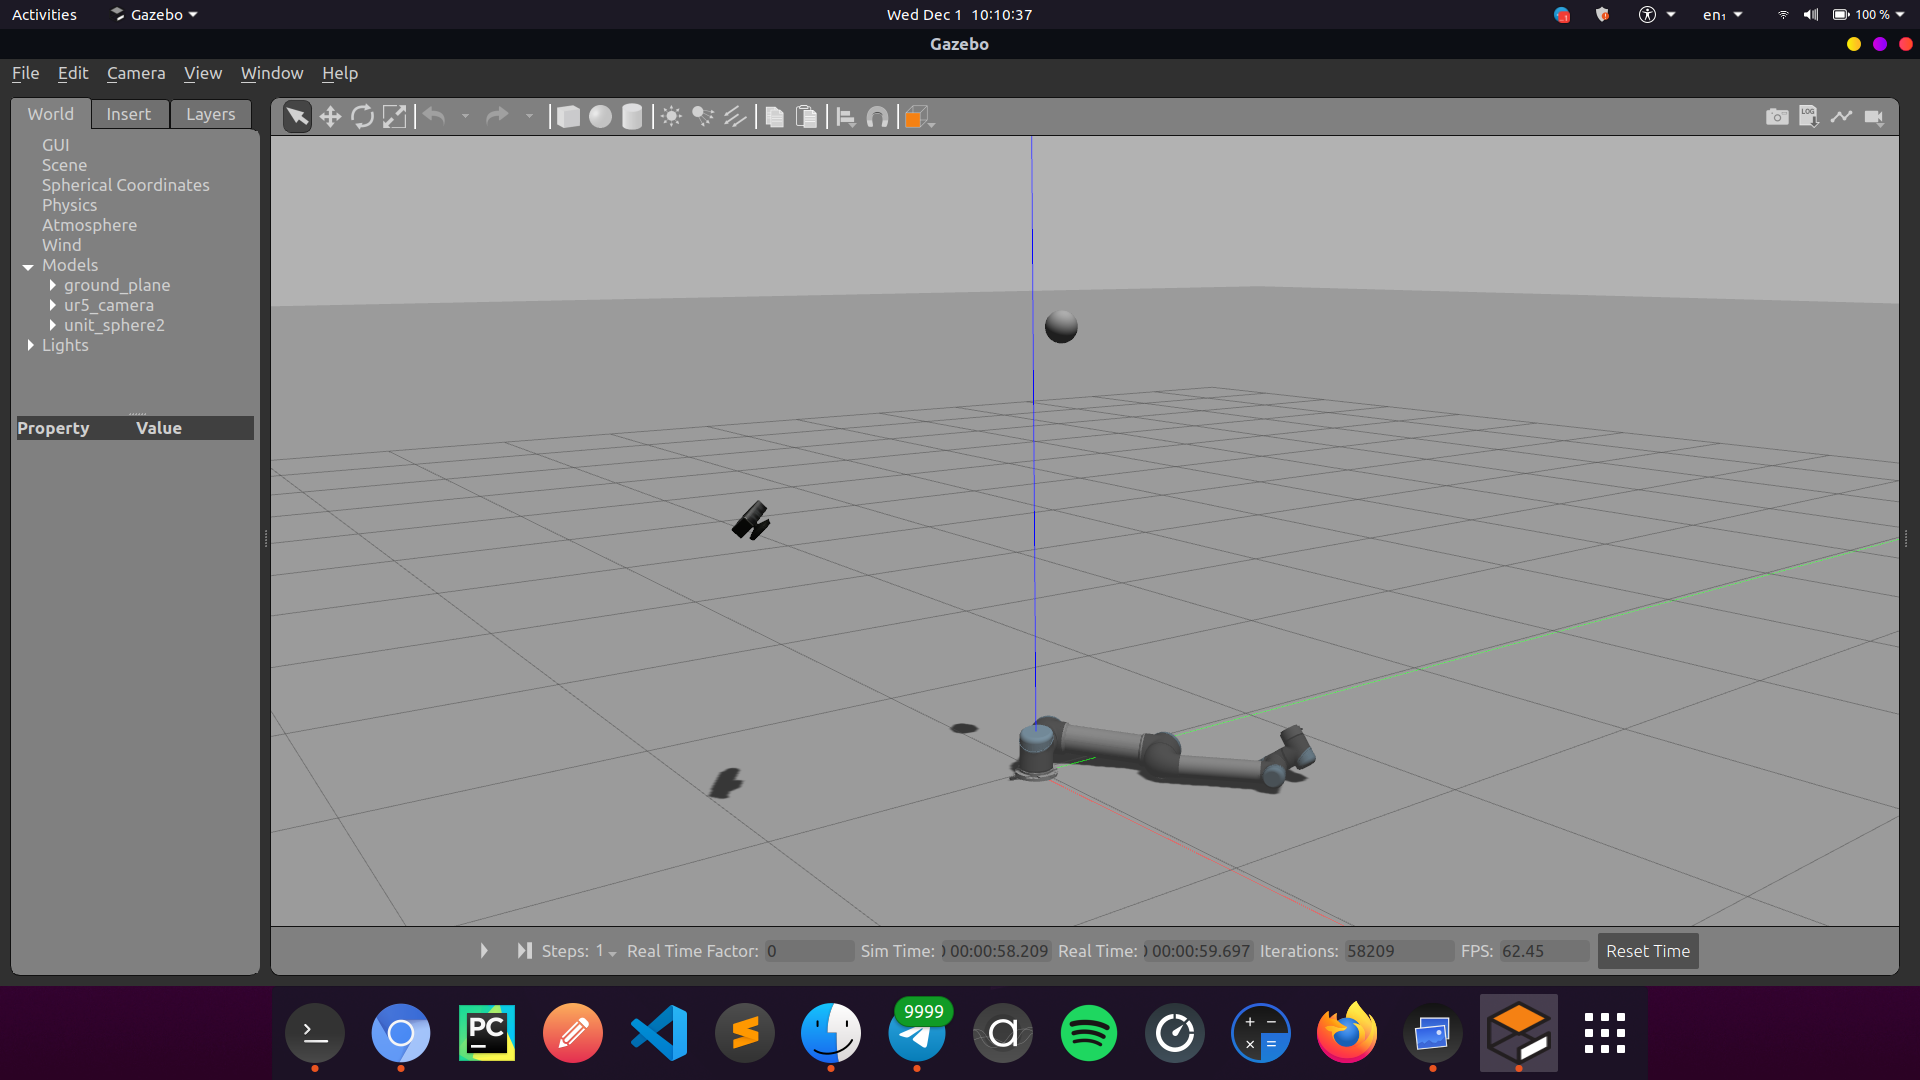 Activities Gazebo Wed Dec 1 10:10:37 en₁ 100 %
Gazebo
File Edit Camera View Window Help
World Insert Layers
LOG
GUI
Scene
Spherical Coordinates
Physics
Atmosphere
Wind
Models
ground_plane
ur5_camera
unit_sphere2
Lights
Property Value
Steps: 1 Real Time Factor: 0 Sim Time: 00:00:58.209 Real Time: 00:00:59.697 Iterations: 58209 FPS: 62.45 Reset Time
9999
PC
a